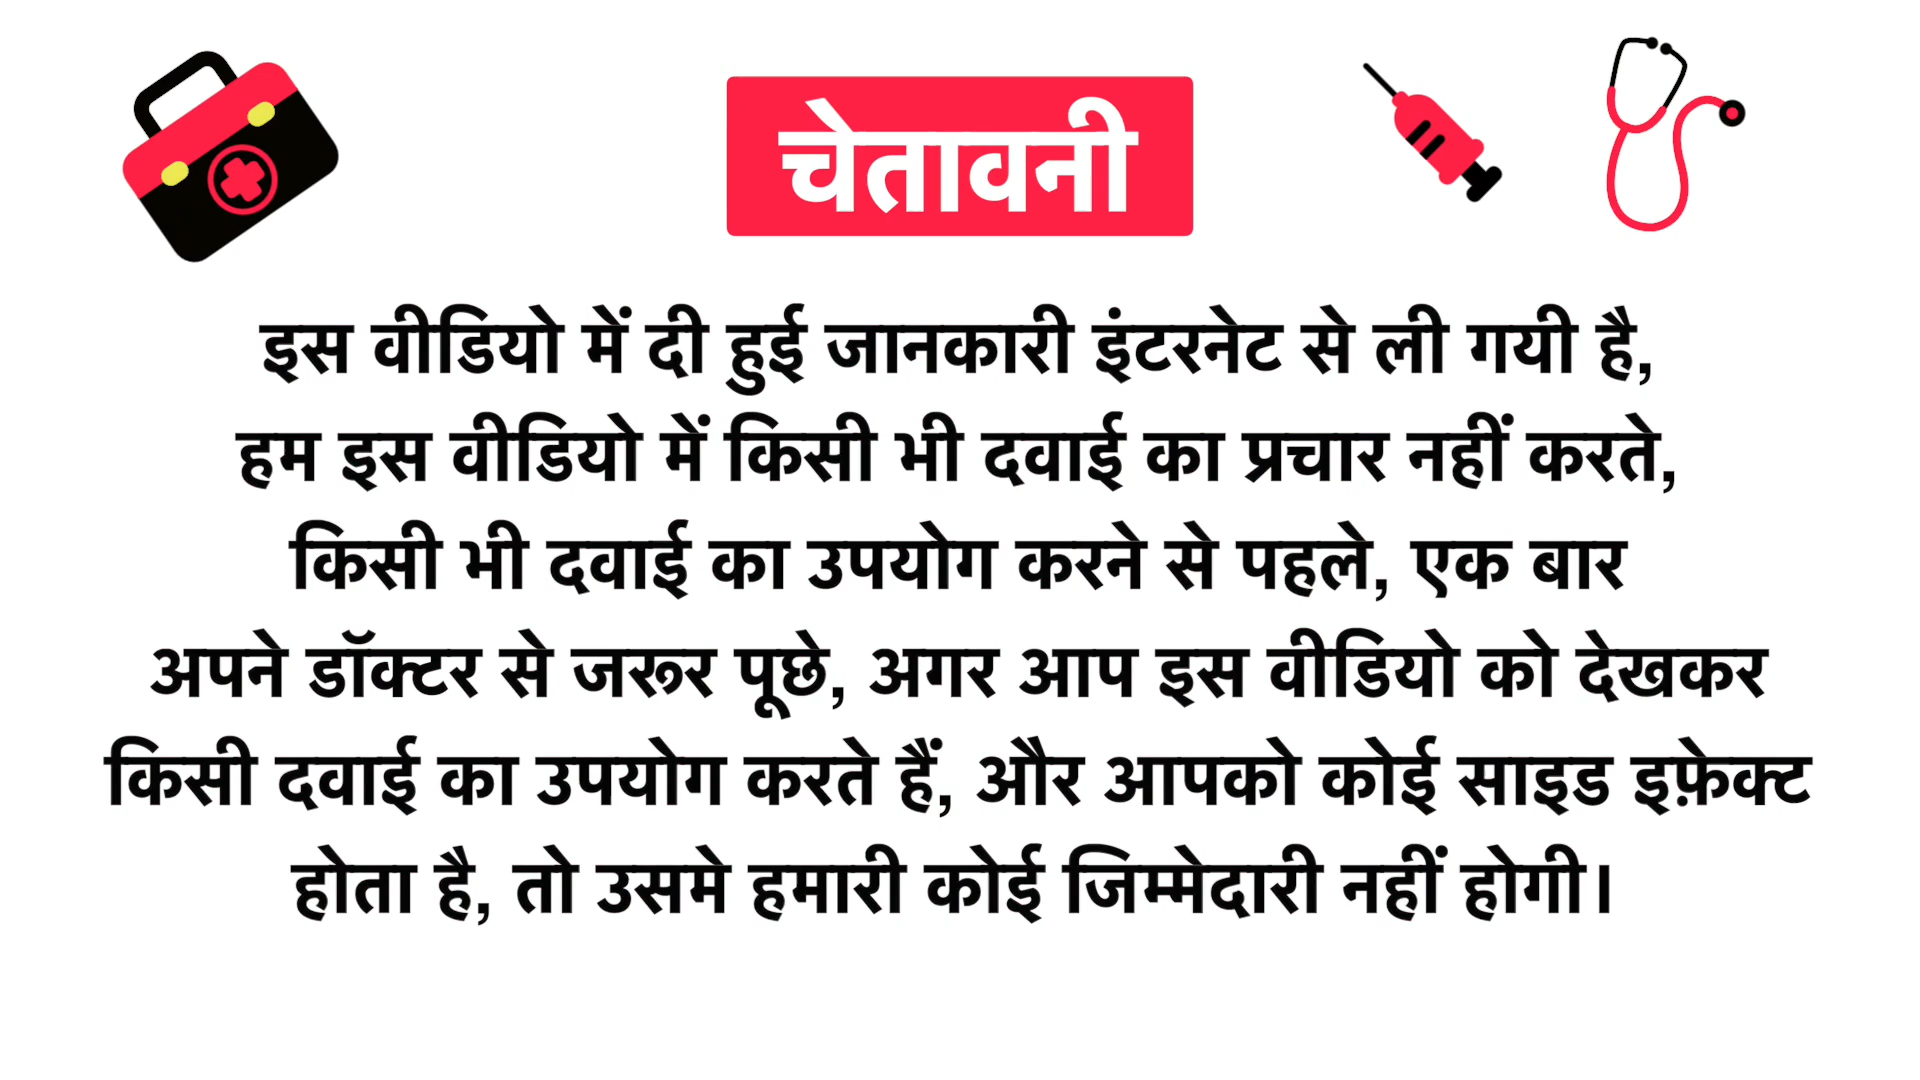 चेतावनी
इस वीडियो में दी हुई जानकारी इंटरनेट से ली गयी है,
हम इस वीडियो में किसी भी दवाई का प्रचार नहीं करते,
किसी भी दवाई का उपयोग करने से पहले, एक बार
अपने डॉक्टर से जरूर पूछे, अगर आप इस वीडियो को देखकर
किसी दवाई का उपयोग करते हैं, और आपको कोई साइड इफ़ेक्ट
होता है, तो उसमे हमारी कोई जिम्मेदारी नहीं होगी।